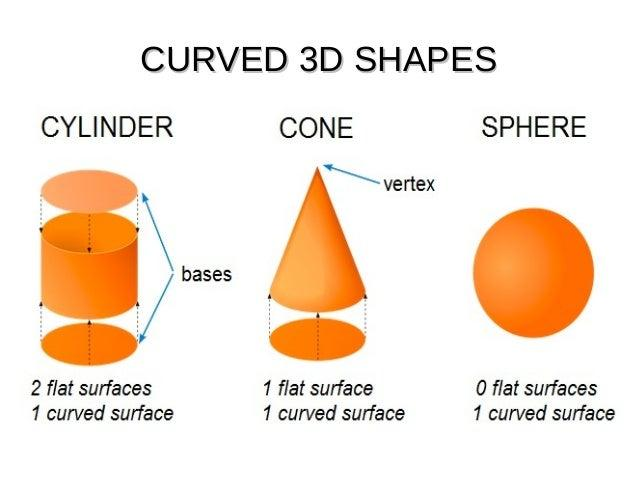 CURVED 3D SHAPES
CYLINDER
CONE
SPHERE
vertex
bases
2 flat surfaces
1 curved surface
1 flat surface
1 curved surface
0 flat surfaces
1 curved surface